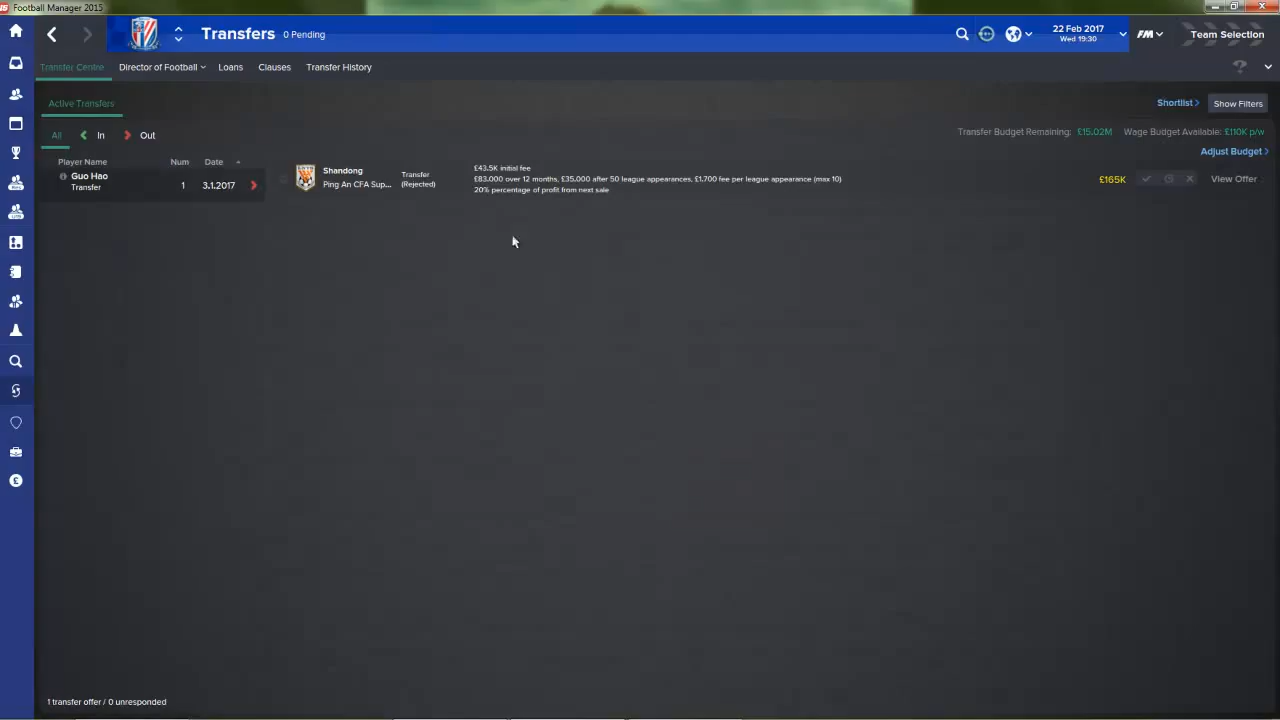 Football Manager 2015
Transfers 0 Pending
22 Feb 2017
Wed 19:30
FM
Team Selection
Transfer Centre Director of Football Loans Clauses Transfer History
Active Transfers
Shortlist
Show Filters
All In Out
Transfer Budget Remaining: £15.02M Wage Budget Available: £110K p/w
Adjust Budget
Player Name Num Date
Guo Hao
Transfer
1 3.1.2017
Shandong
Ping An CFA Sup...
Transfer
(Rejected)
£43.5K initial fee
£83,000 over 12 months, £35,000 after 50 league appearances, £1,700 fee per league appearance (max 10)
20% percentage of profit from next sale
£165K
View Offer
1 transfer offer / 0 unresponded